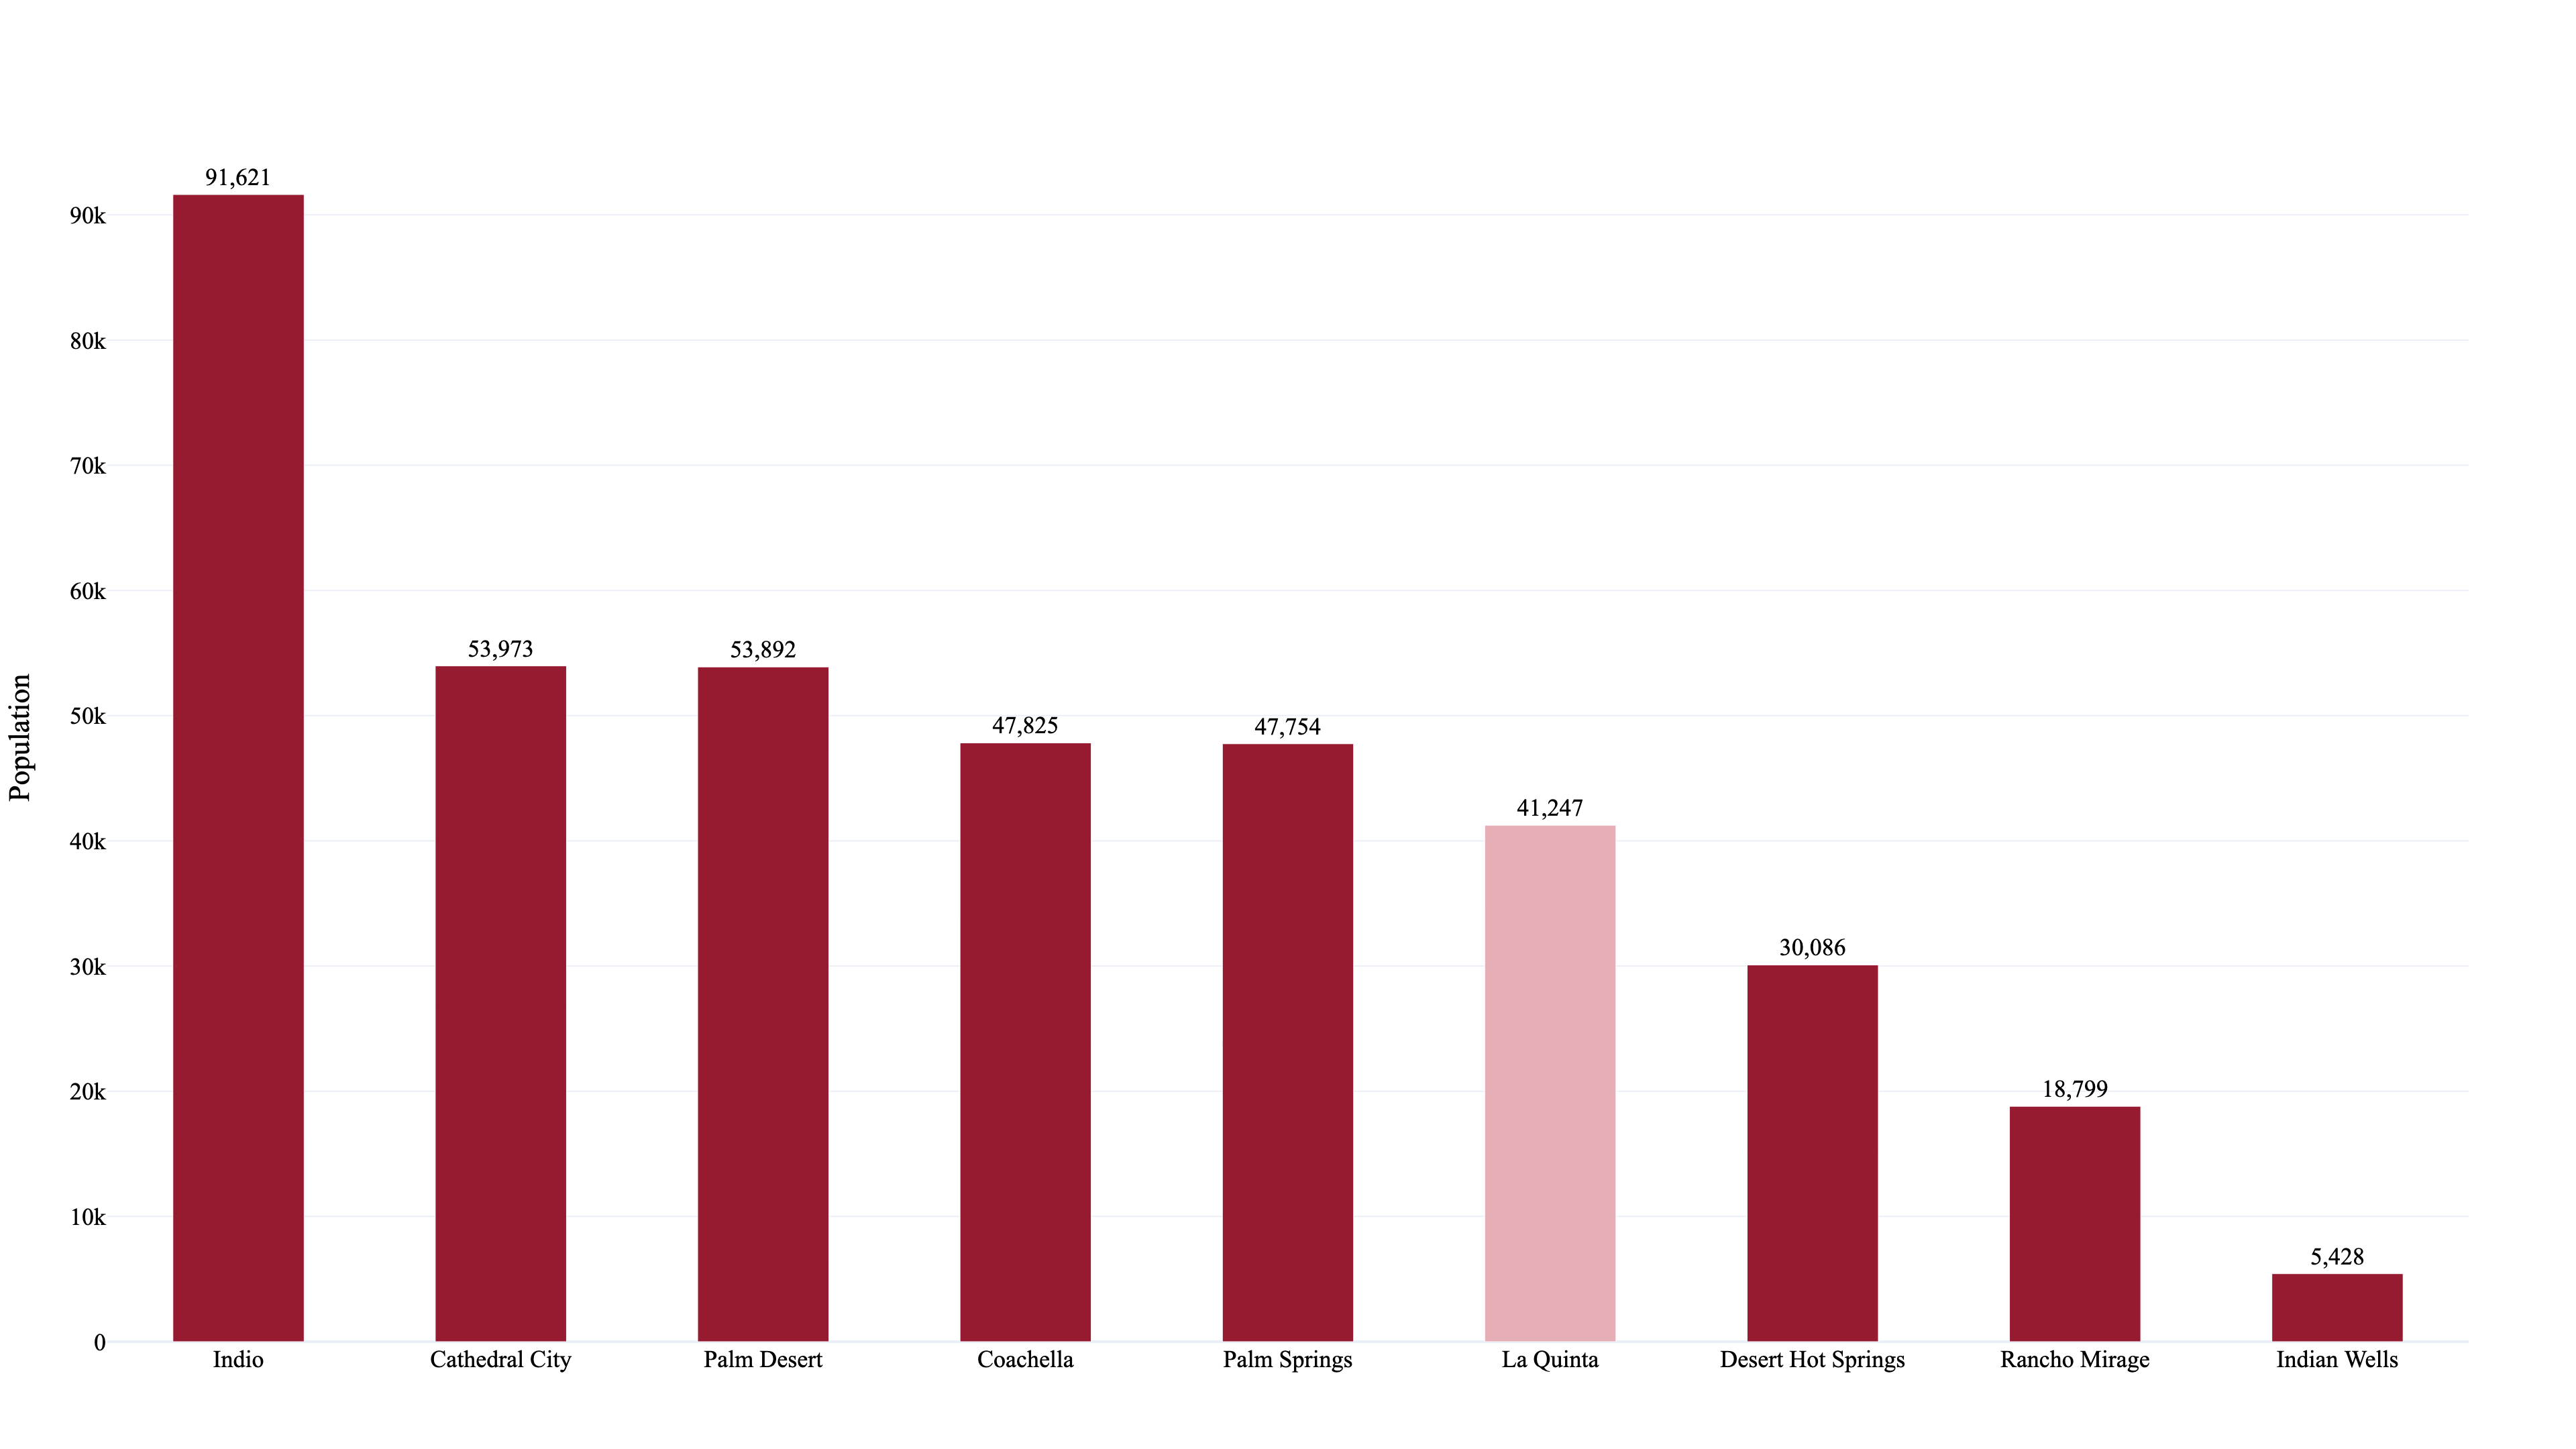 91,621
90k
80k
70k
60k
53,973
53,892
50k
47,825
47,754
Population
41,247
40k
30,086
30k
20k
18,799
10k
5,428
0
Indio
Cathedral City
Palm Desert
Coachella
Palm Springs
La Quinta
Desert Hot Springs
Rancho Mirage
Indian Wells